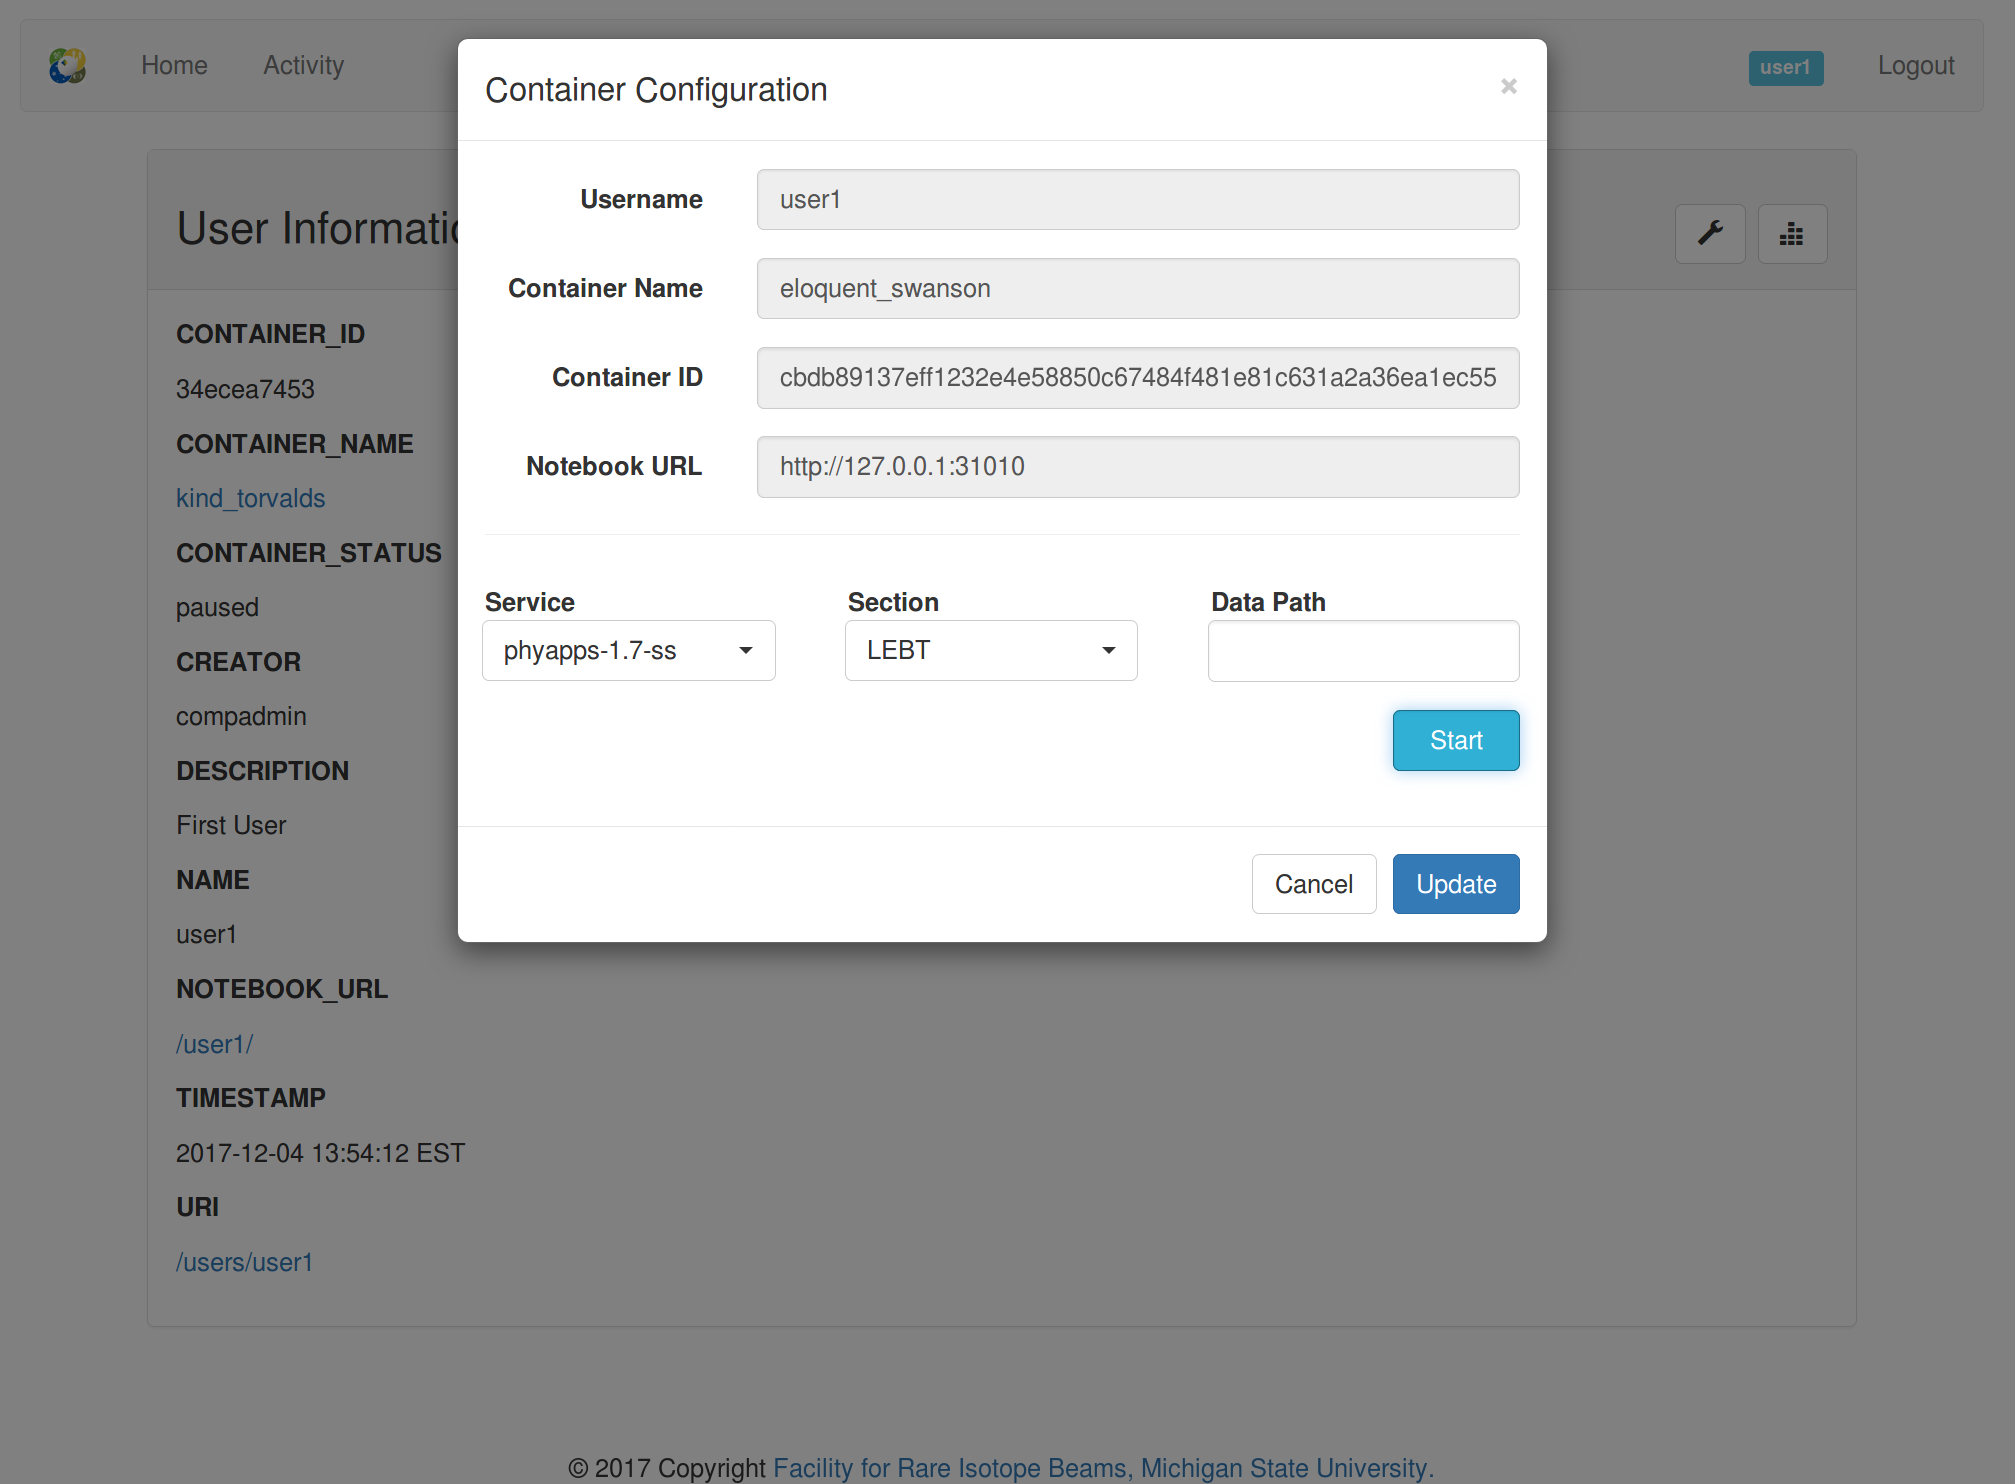 Home Activity user1 Logout
Container Configuration ×
Username user1
Container Name eloquent_swanson
Container ID cbdb89137eff1232e4e58850c67484f481e81c631a2a36ea1ec55
Notebook URL http://127.0.0.1:31010
Service Section Data Path
phyapps-1.7-ss LEBT
Start
Cancel Update
User Informatio
CONTAINER_ID
34ecea7453
CONTAINER_NAME
kind_torvalds
CONTAINER_STATUS
paused
CREATOR
compadmin
DESCRIPTION
First User
NAME
user1
NOTEBOOK_URL
/user1/
TIMESTAMP
2017-12-04 13:54:12 EST
URI
/users/user1
© 2017 Copyright Facility for Rare Isotope Beams, Michigan State University.